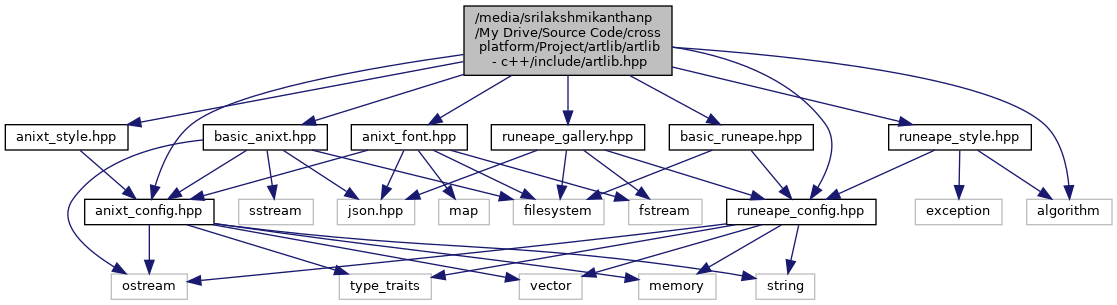 /media/srilakshmikanthanp
/My Drive/Source Code/cross
platform/Project/artlib/artlib
- c++/include/artlib.hpp
anixt_style.hpp
basic_anixt.hpp
anixt_font.hpp
runeape_gallery.hpp
basic_runeape.hpp
runeape_style.hpp
anixt_config.hpp
sstream
json.hpp
map
filesystem
fstream
runeape_config.hpp
exception
algorithm
ostream
type_traits
vector
memory
string